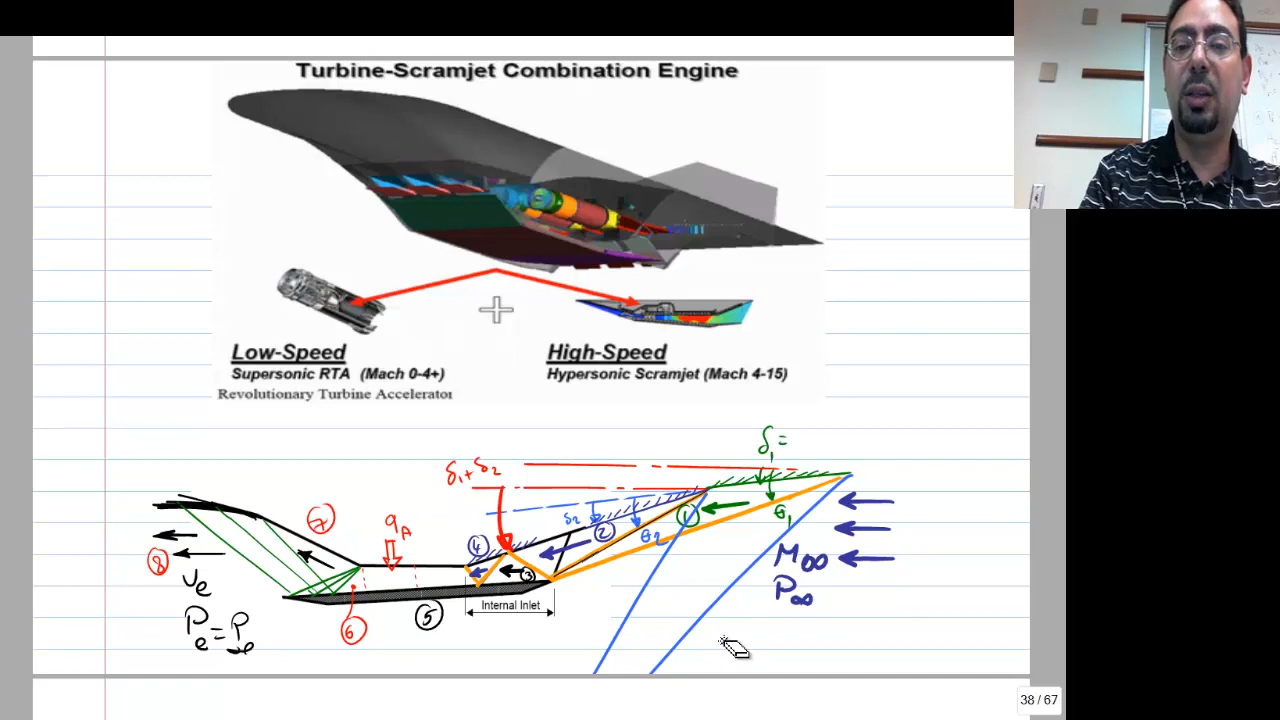 Turbine-Scramjet Combination Engine
Low-Speed
Supersonic RTA (Mach 0-4+)
Revolutionary Turbine Accelerator
High-Speed
Hypersonic Scramjet (Mach 4-15)
δ₁ =
δ₁+δ₂
δ₂
θ₂
θ₁
①
②
③
④
⑤
⑥
⑦
⑧
q_A
M∞
P∞
Internal Inlet
υe
Pe = P∞
38 / 67